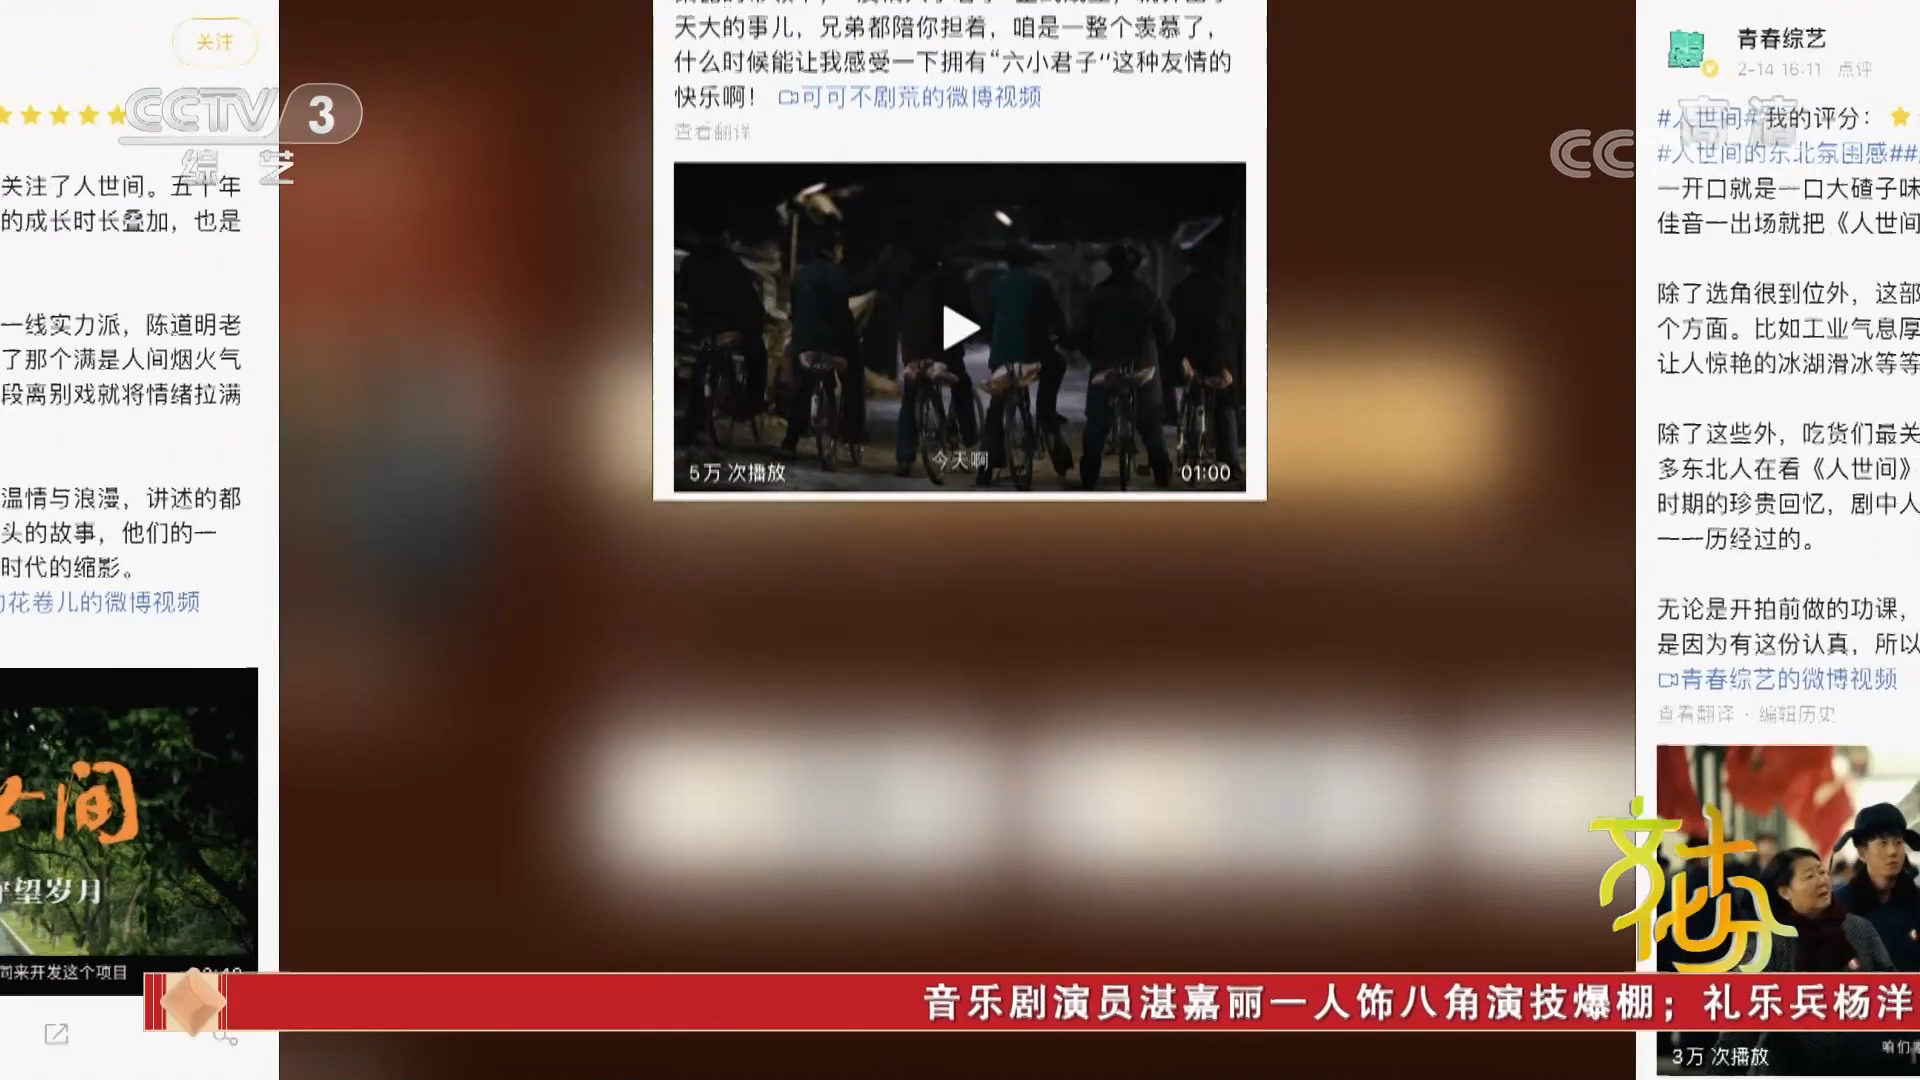 关注
CCTV 3
综艺
关注了人世间。五十年
的成长时长叠加，也是
一线实力派，陈道明老
了那个满是人间烟火气
段离别戏就将情绪拉满
温情与浪漫，讲述的都
头的故事，他们的一
时代的缩影。
花卷儿的微博视频
间
守望岁月
同来开发这个项目
天大的事儿，兄弟都陪你担着，咱是一整个羡慕了，
什么时候能让我感受一下拥有“六小君子”这种友情的
快乐啊！ 可可不剧荒的微博视频
查看翻译
今天啊
5万 次播放
01:00
青春综艺
2-14 16:11 点评
高清
CC
#人世间#我的评分：
#人世间的东北氛围感##
一开口就是一口大碴子味
佳音一出场就把《人世间
除了选角很到位外，这部
个方面。比如工业气息厚
让人惊艳的冰湖滑冰等等
除了这些外，吃货们最关
多东北人在看《人世间》
时期的珍贵回忆，剧中人
一一历经过的。
无论是开拍前做的功课，
是因为有这份认真，所以
青春综艺的微博视频
查看翻译 · 编辑历史
文化十分
音乐剧演员湛嘉丽一人饰八角演技爆棚；礼乐兵杨洋
3万 次播放
咱们